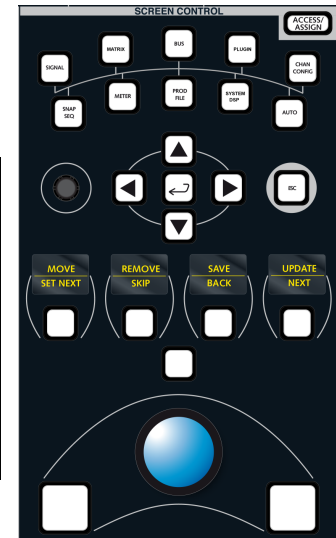 SCREEN CONTROL
ACCESS/
ASSIGN
BUS
MATRIX
PLUGIN
SIGNAL
CHAN
CONFIG
SNAP
SEQ
METER
PROD
FILE
SYSTEM
DSP
AUTO
ESC
MOVE
SET NEXT
REMOVE
SKIP
SAVE
BACK
UPDATE
NEXT